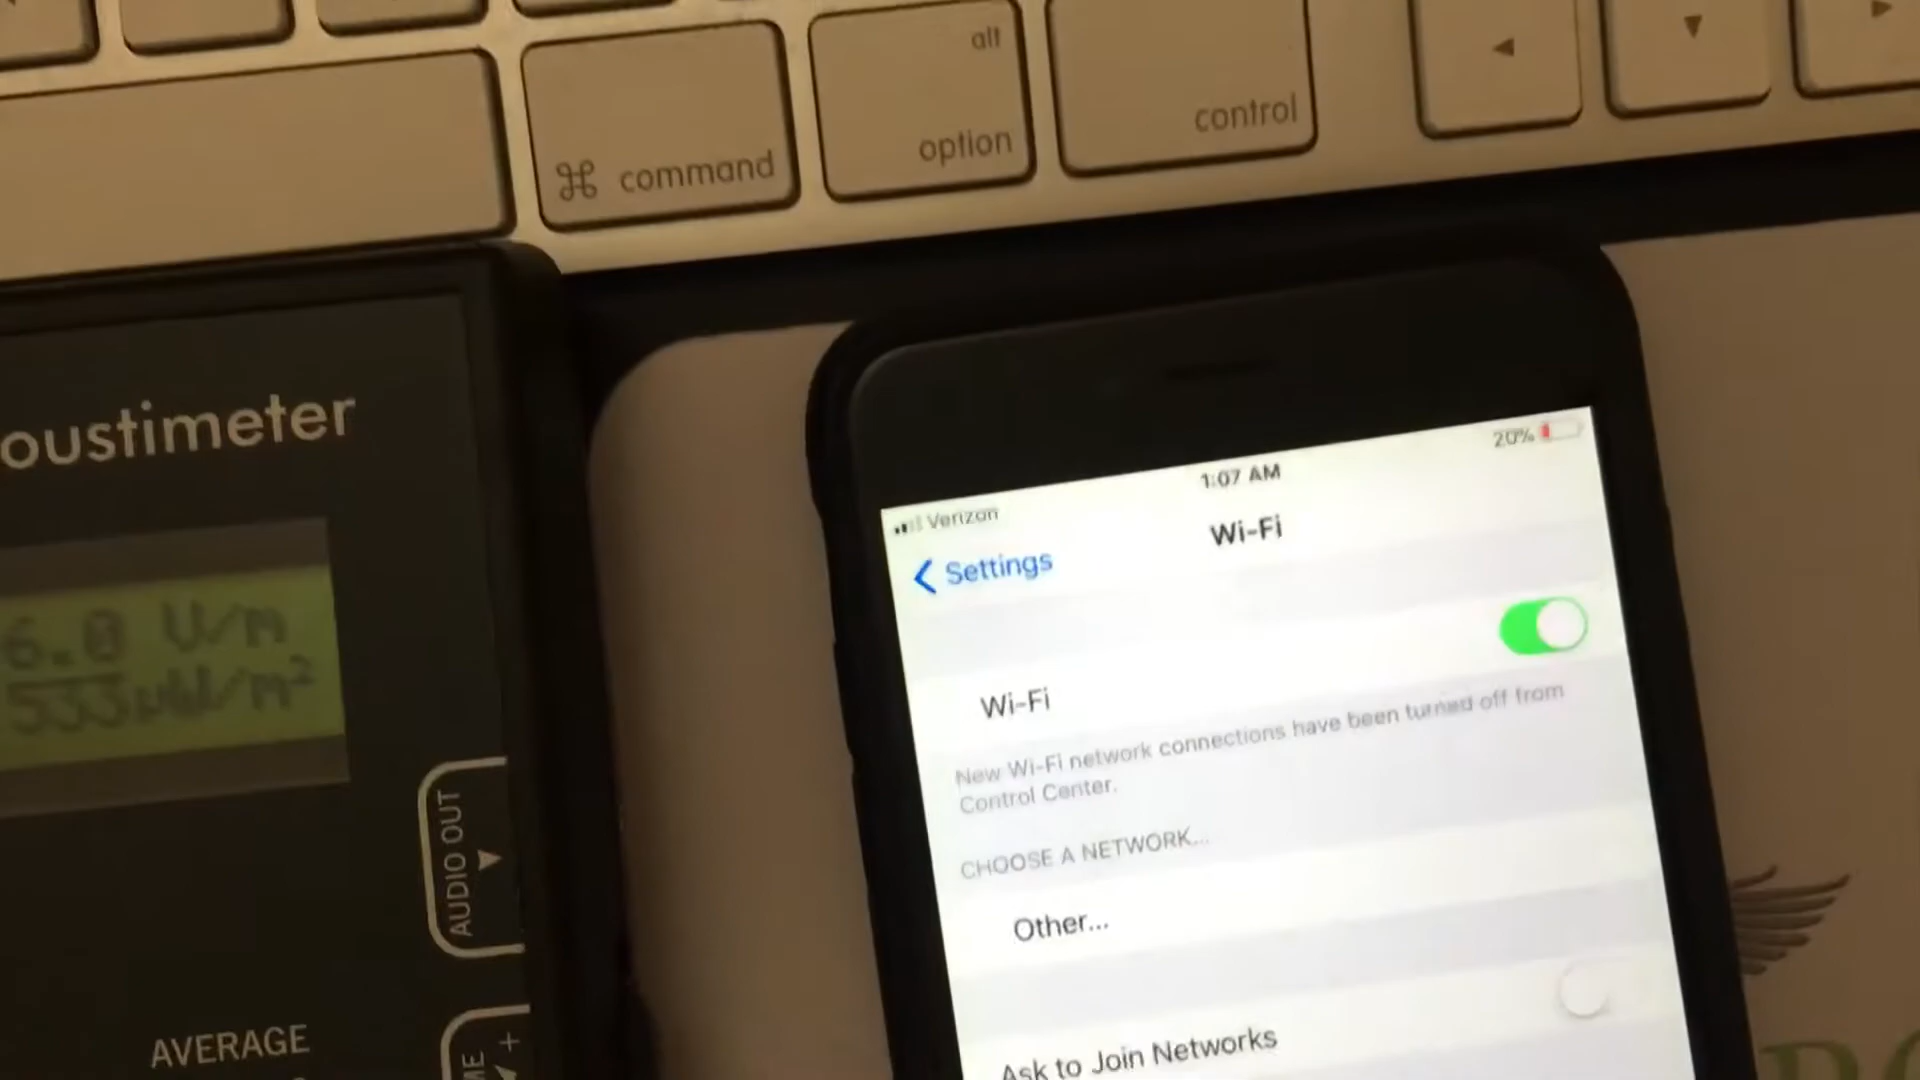 alt
⌘ command
option
control
oustimeter
6.0 V/m
533µW/m²
AUDIO OUT
AVERAGE
ME
+
Verizon
1:07 AM
20%
Settings
Wi-Fi
Wi-Fi
New Wi-Fi network connections have been turned off from
Control Center.
CHOOSE A NETWORK...
Other...
Ask to Join Networks